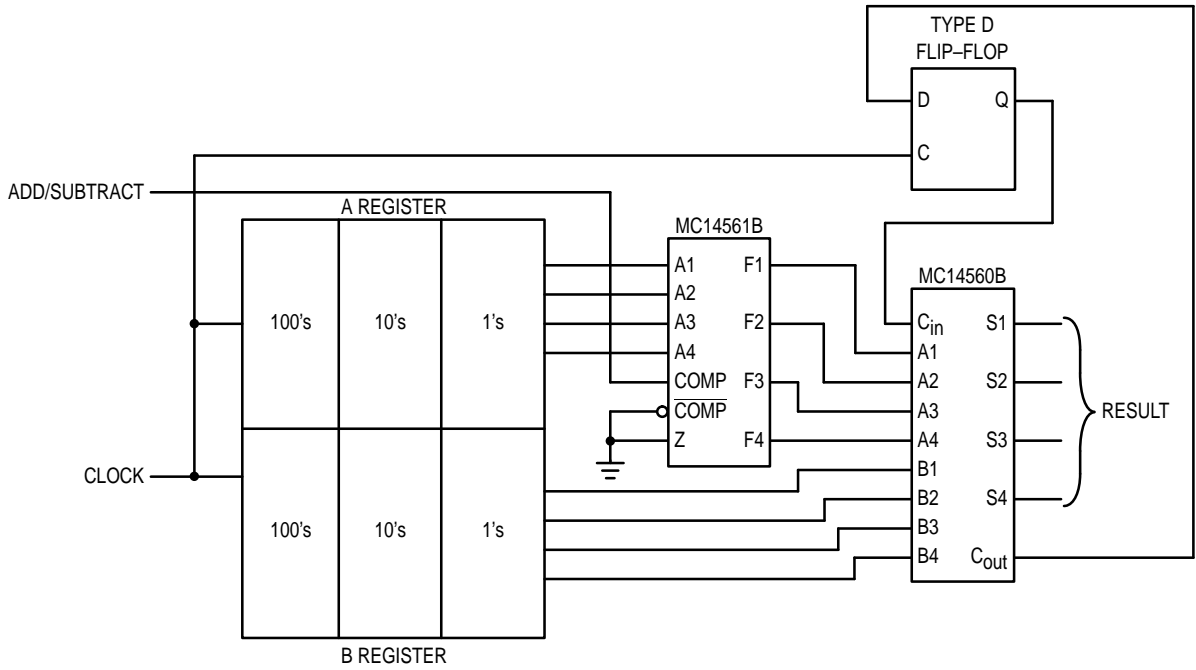 TYPE D
FLIP–FLOP
D Q
C
ADD/SUBTRACT
A REGISTER
100's 10's 1's
MC14561B
A1 F1
A2
A3 F2
A4
COMP F3
COMP
Z F4
MC14560B
Cin S1
A1
A2 S2
A3
A4 S3
B1
B2 S4
B3
B4 Cout
RESULT
CLOCK
100's 10's 1's
B REGISTER